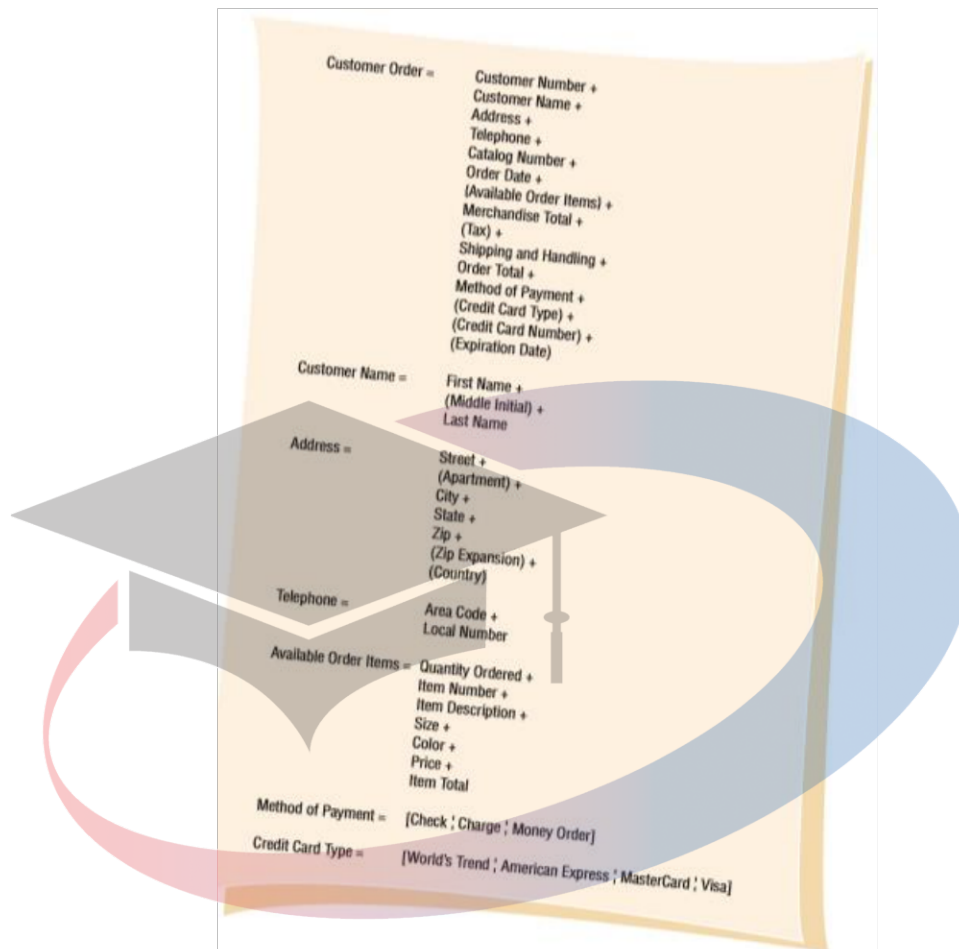 Customer Order = Customer Number +
Customer Name +
Address +
Telephone +
Catalog Number +
Order Date +
{Available Order Items} +
Merchandise Total +
(Tax) +
Shipping and Handling +
Order Total +
Method of Payment +
(Credit Card Type) +
(Credit Card Number) +
(Expiration Date)
Customer Name = First Name +
(Middle Initial) +
Last Name
Address = Street +
(Apartment) +
City +
State +
Zip +
(Zip Expansion) +
(Country)
Telephone = Area Code +
Local Number
Available Order Items = Quantity Ordered +
Item Number +
Item Description +
Size +
Color +
Price +
Item Total
Method of Payment = [Check ¦ Charge ¦ Money Order]
Credit Card Type = [World's Trend ¦ American Express ¦ MasterCard ¦ Visa]